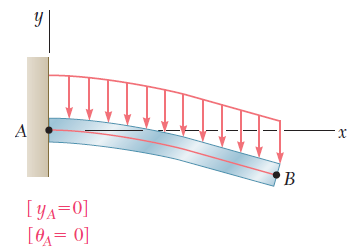 y
A
x
B
[ y_A=0]
[θ_A= 0]